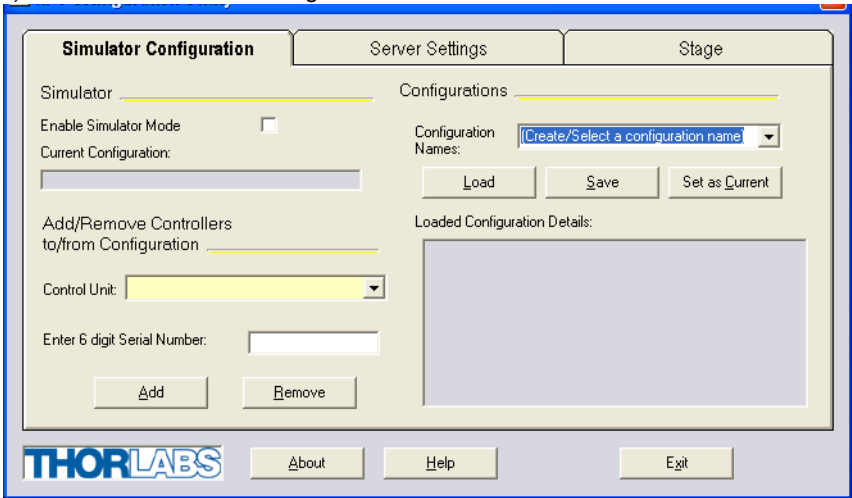 Simulator Configuration
Server Settings
Stage
Simulator
Enable Simulator Mode
Current Configuration:
Add/Remove Controllers
to/from Configuration
Control Unit:
Enter 6 digit Serial Number:
Add
Remove
Configurations
Configuration
Names:
(Create/Select a configuration name)
Load
Save
Set as Current
Loaded Configuration Details:
THORLABS
About
Help
Exit